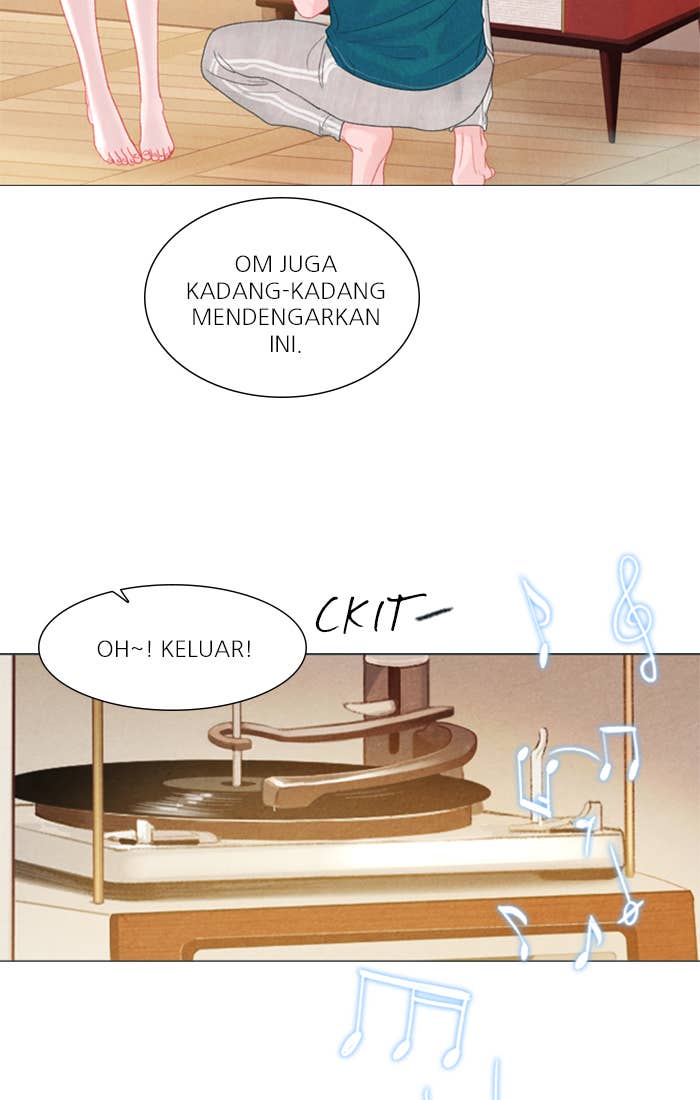 OM JUGA
KADANG-KADANG
MENDENGARKAN
INI.
CKIT-
OH~! KELUAR!